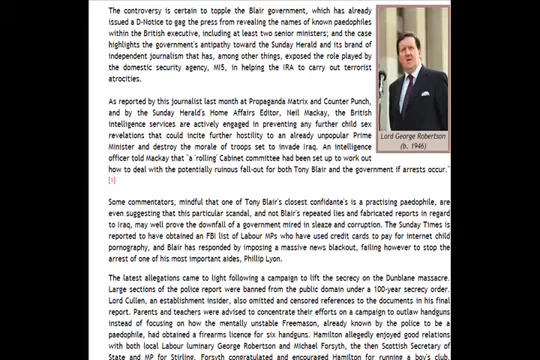 The controversy is certain to topple the Blair government, which has already
issued a D-Notice to gag the press from revealing the names of known paedophiles
within the British executive, including at least two senior ministers; and the case
highlights the government's antipathy toward the Sunday Herald and its brand of
independent journalism that has, among other things, exposed the role played by
the domestic security agency, MI5, in helping the IRA to carry out terrorist
atrocities.
As reported by this journalist last month at Propaganda Matrix and Counter Punch,
and by the Sunday Herald's Home Affairs Editor, Neil Mackay, the British
intelligence services are actively engaged in preventing any further child sex
revelations that could incite further hostility to an already unpopular Prime
Minister and destroy the morale of troops set to invade Iraq. An intelligence
officer told Mackay that "a 'rolling' Cabinet committee had been set up to work out
how to deal with the potentially ruinous fall-out for both Tony Blair and the government if arrests occur."
[1]
Lord George Robertson
(b. 1946)
Some commentators, mindful that one of Tony Blair's closest confidante's is a practising paedophile, are
even suggesting that this particular scandal, and not Blair's repeated lies and fabricated reports in regard
to Iraq, may well prove the downfall of a government mired in sleaze and corruption. The Sunday Times is
reported to have obtained an FBI list of Labour MPs who have used credit cards to pay for internet child
pornography, and Blair has responded by imposing a massive news blackout, failing however to stop the
arrest of one of his most important aides, Phillip Lyon.
The latest allegations came to light following a campaign to lift the secrecy on the Dunblane massacre.
Large sections of the police report were banned from the public domain under a 100-year secrecy order.
Lord Cullen, an establishment insider, also omitted and censored references to the documents in his final
report. Parents and teachers were advised to concentrate their efforts on a campaign to outlaw handguns
instead of focusing on how the mentally unstable Freemason, already known by the police to be a
paedophile, had obtained a firearms licence for six handguns. Hamilton allegedly enjoyed good relations
with both local Labour luminary George Robertson and Michael Forsyth, the then Scottish Secretary of
State and MP for Stirling. Forsyth congratulated and encouraged Hamilton for running a boy's club.